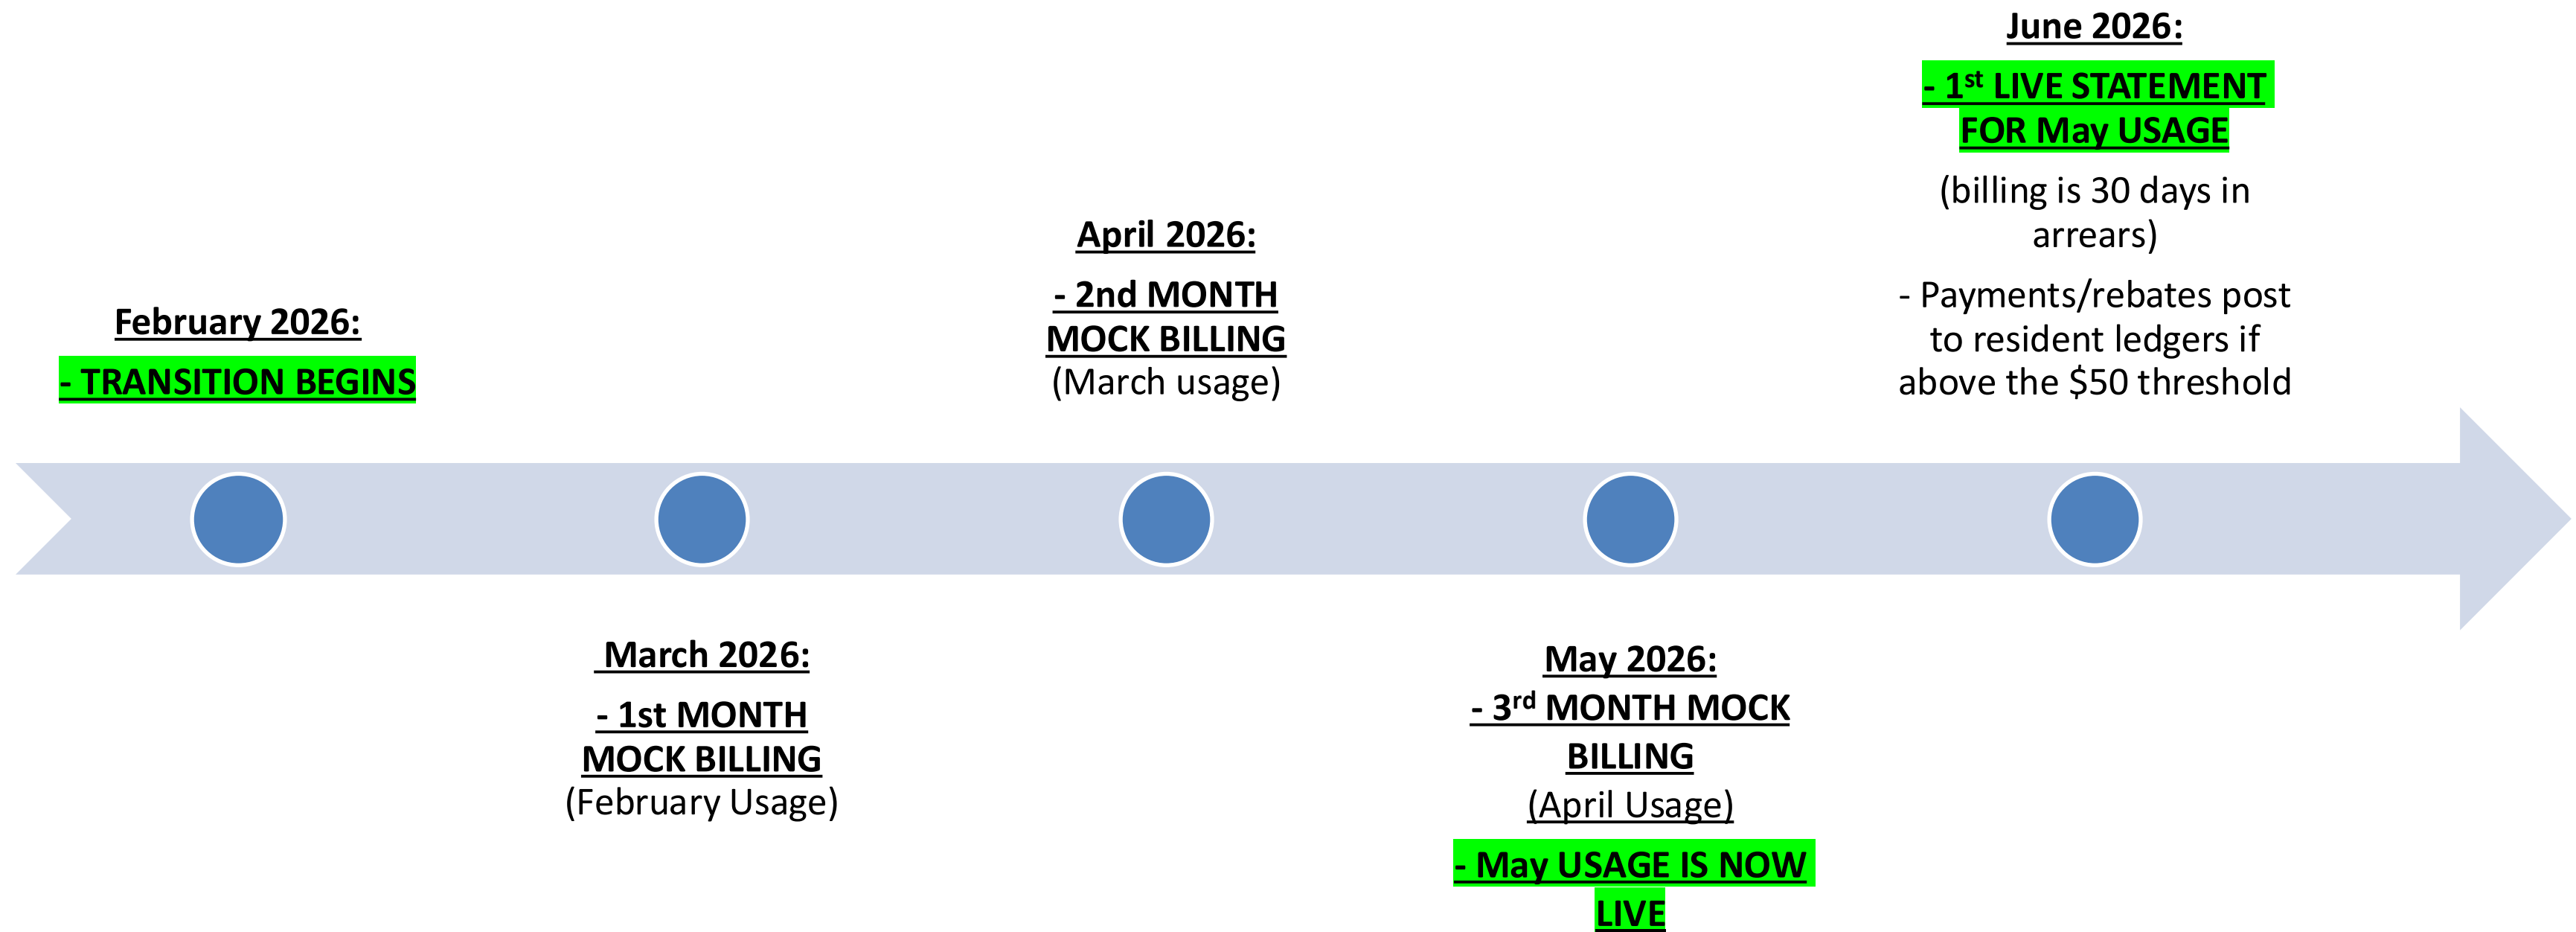 February 2026:
- TRANSITION BEGINS
March 2026:
- 1st MONTH
MOCK BILLING
(February Usage)
April 2026:
- 2nd MONTH
MOCK BILLING
(March usage)
May 2026:
- 3rd MONTH MOCK
BILLING
(April Usage)
- May USAGE IS NOW
LIVE
June 2026:
- 1st LIVE STATEMENT
FOR May USAGE
(billing is 30 days in
arrears)
- Payments/rebates post
to resident ledgers if
above the $50 threshold